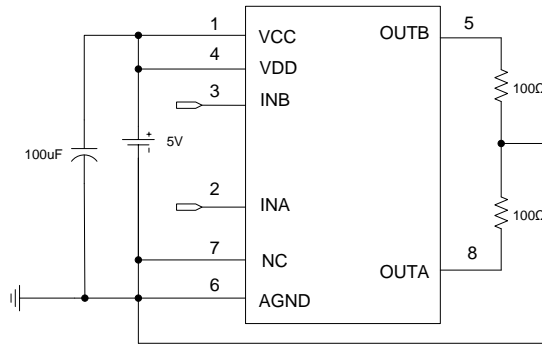 1
VCC
OUTB
5
4
VDD
3
INB
100Ω
+
5V
-
100uF
2
INA
100Ω
7
NC
8
OUTA
6
AGND